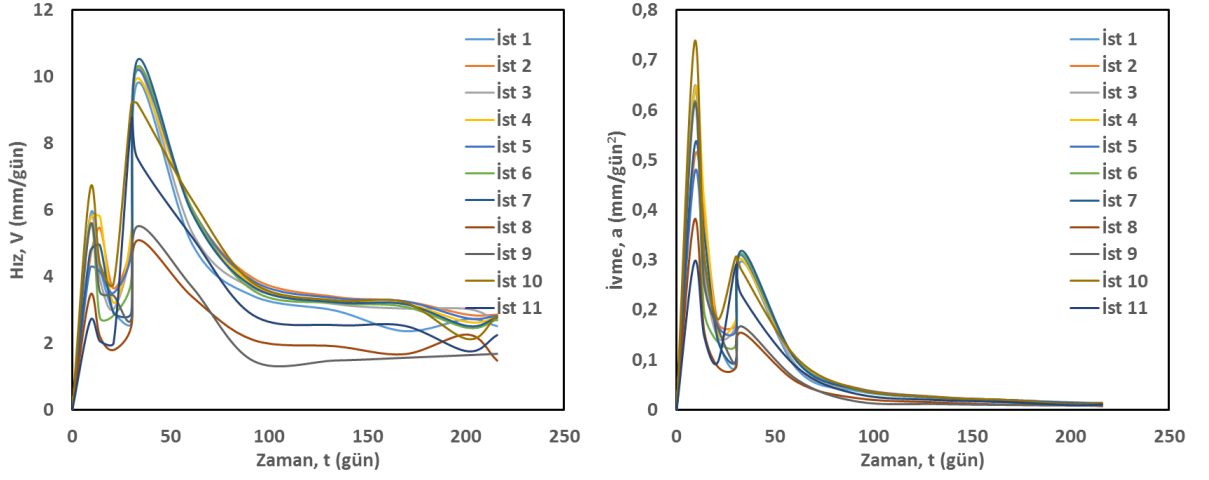 12
10
8
6
4
2
0
Hız, V (mm/gün)
0 50 100 150 200 250
Zaman, t (gün)
İst 1
İst 2
İst 3
İst 4
İst 5
İst 6
İst 7
İst 8
İst 9
İst 10
İst 11
0,8
0,7
0,6
0,5
0,4
0,3
0,2
0,1
0
İvme, a (mm/gün²)
0 50 100 150 200 250
Zaman, t (gün)
İst 1
İst 2
İst 3
İst 4
İst 5
İst 6
İst 7
İst 8
İst 9
İst 10
İst 11